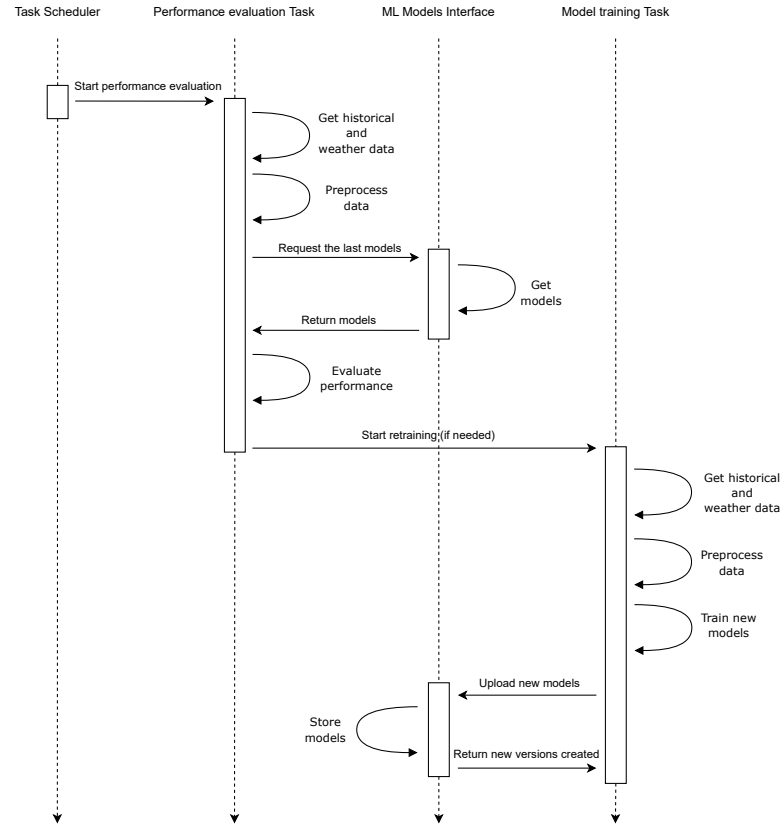 Task Scheduler
Performance evaluation Task
ML Models Interface
Model training Task
Start performance evaluation
Get historical
and
weather data
Preprocess
data
Request the last models
Get
models
Return models
Evaluate
performance
Start retraining (if needed)
Get historical
and
weather data
Preprocess
data
Train new
models
Upload new models
Store
models
Return new versions created